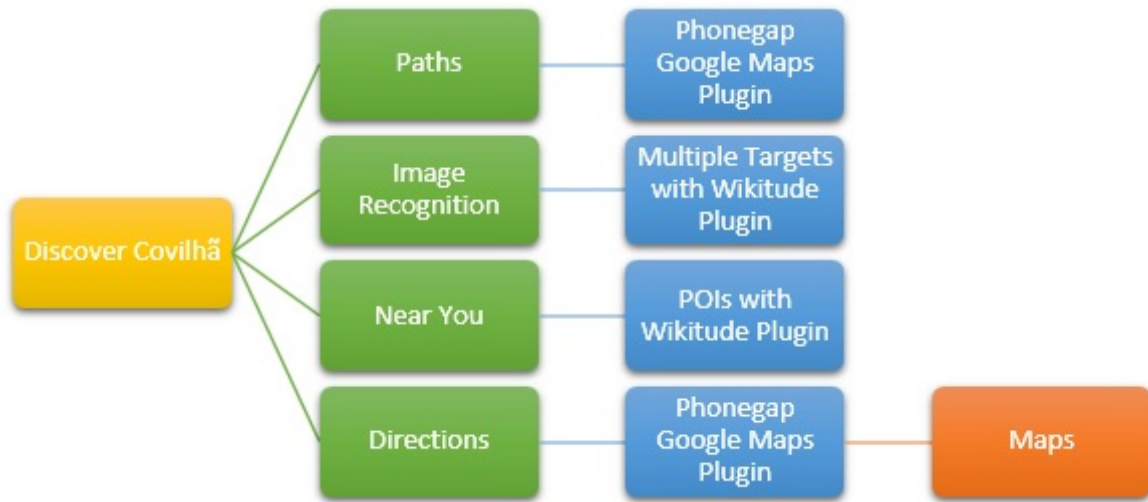 Paths
Phonegap
Google Maps
Plugin
Image
Recognition
Multiple Targets
with Wikitude
Plugin
Discover Covilhã
Near You
POIs with
Wikitude Plugin
Directions
Phonegap
Google Maps
Plugin
Maps